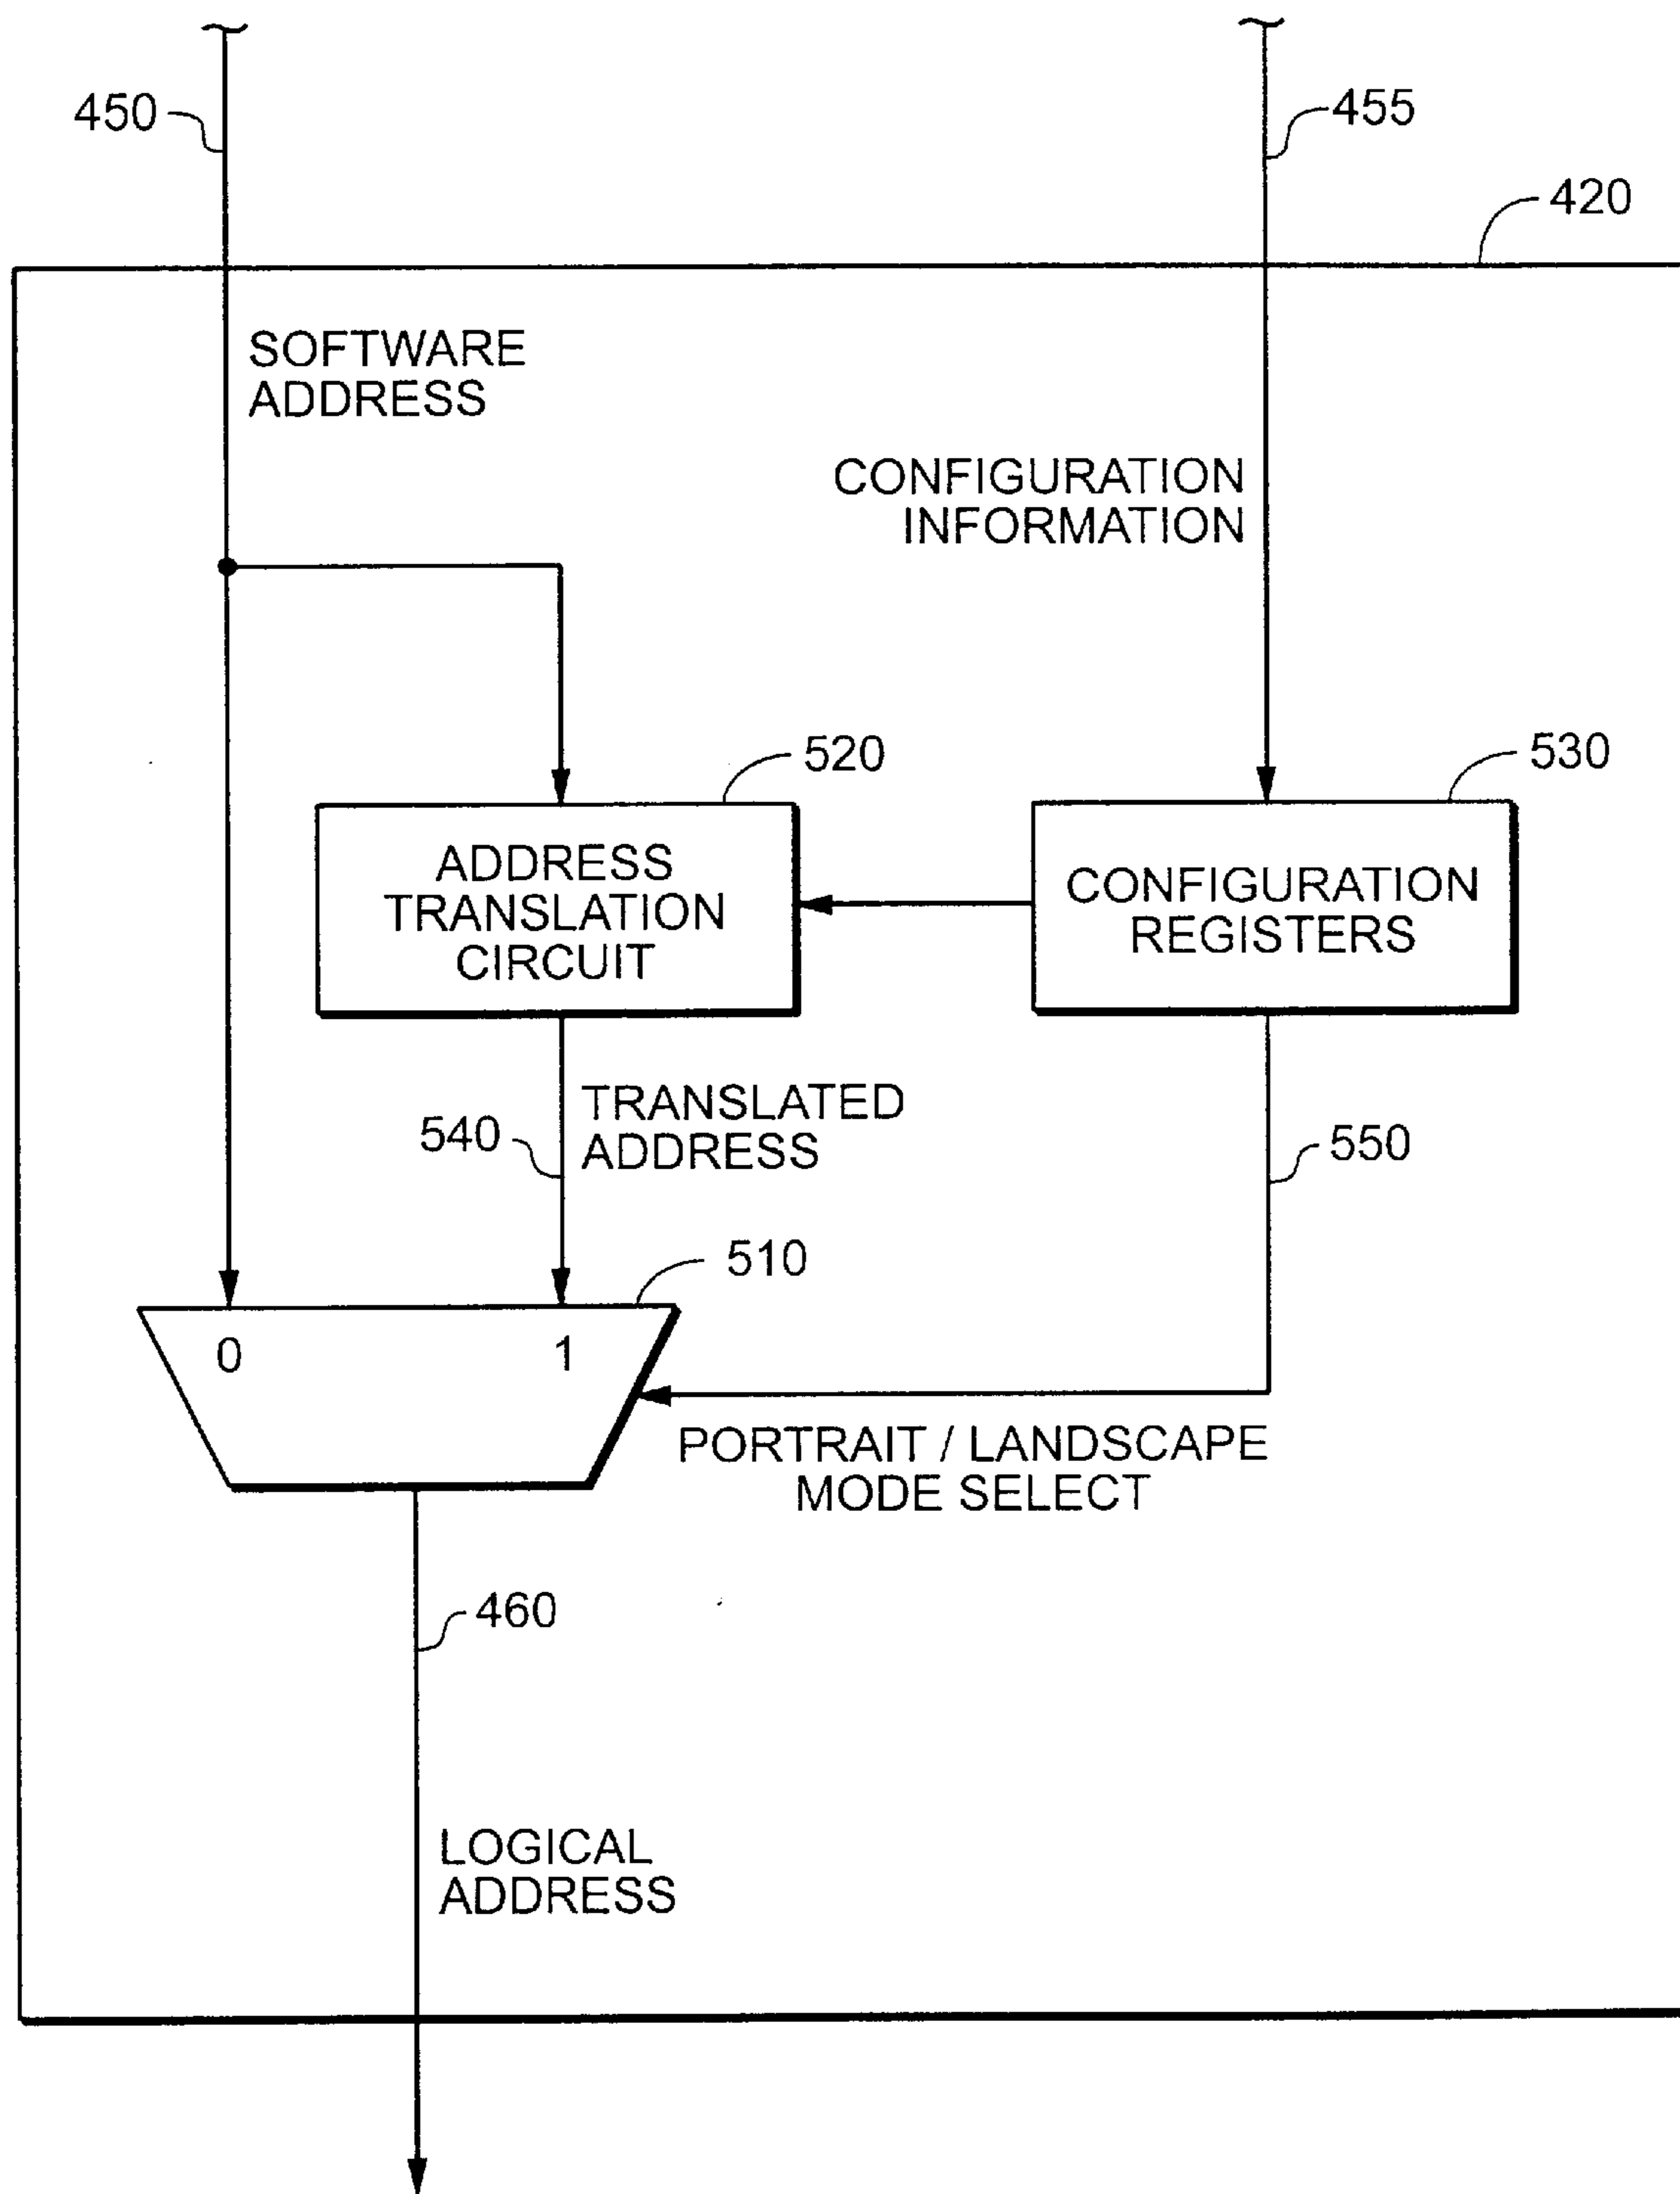 450
455
420
SOFTWARE
ADDRESS
CONFIGURATION
INFORMATION
520
530
ADDRESS
TRANSLATION
CIRCUIT
CONFIGURATION
REGISTERS
TRANSLATED
ADDRESS
540
550
510
0 1
PORTRAIT / LANDSCAPE
MODE SELECT
460
LOGICAL
ADDRESS